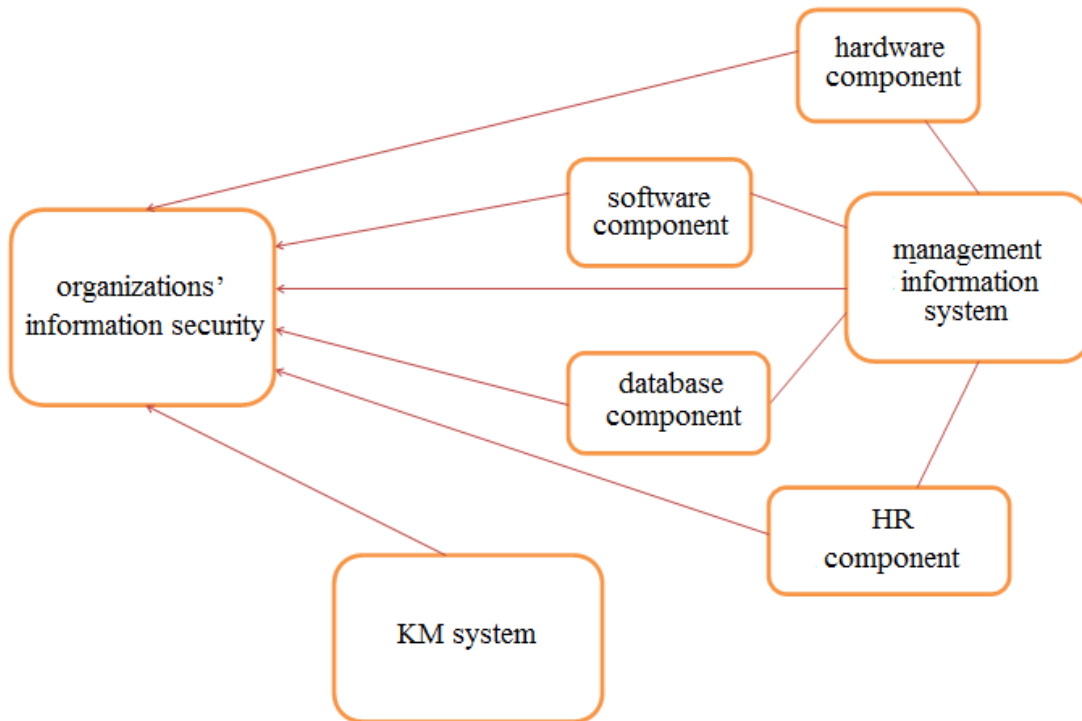 hardware
component
software
component
management
information
system
organizations’
information security
database
component
HR
component
KM system